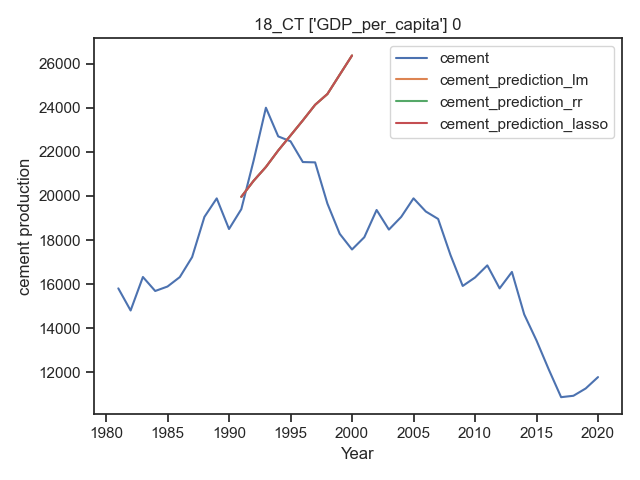 18_CT ['GDP_per_capita'] 0
cement
cement_prediction_lm
cement_prediction_rr
cement_prediction_lasso
cement production
26000
24000
22000
20000
18000
16000
14000
12000
1980 1985 1990 1995 2000 2005 2010 2015 2020
Year